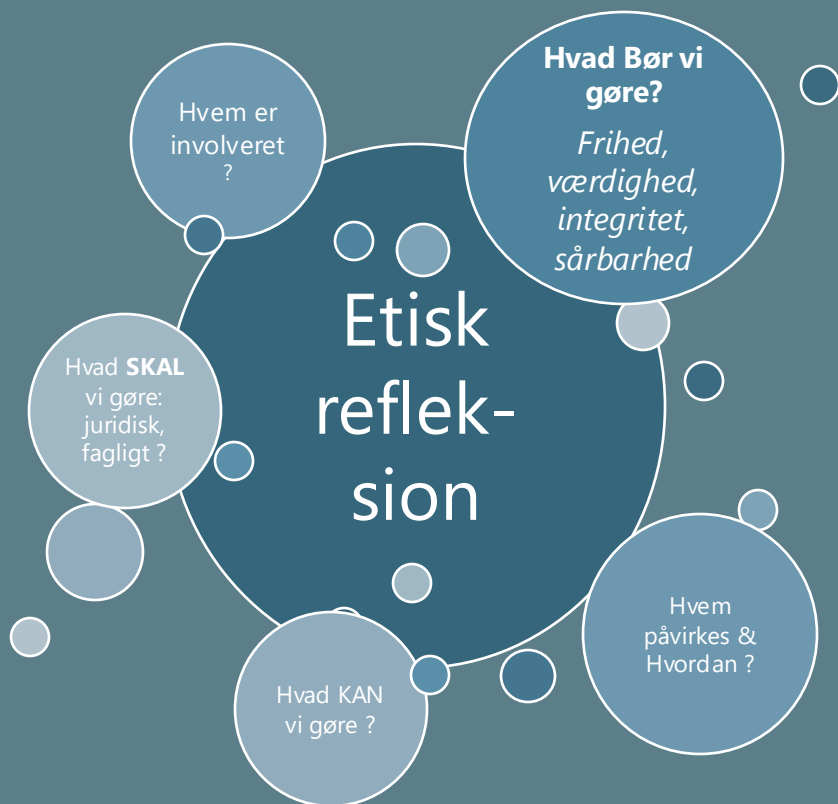 Hvad Bør vi
gøre?
Frihed,
værdighed,
integritet,
sårbarhed
Hvem er
involveret
?
Etisk
reflek-
sion
Hvad SKAL
vi gøre:
juridisk,
fagligt ?
Hvem
påvirkes &
Hvordan ?
Hvad KAN
vi gøre ?